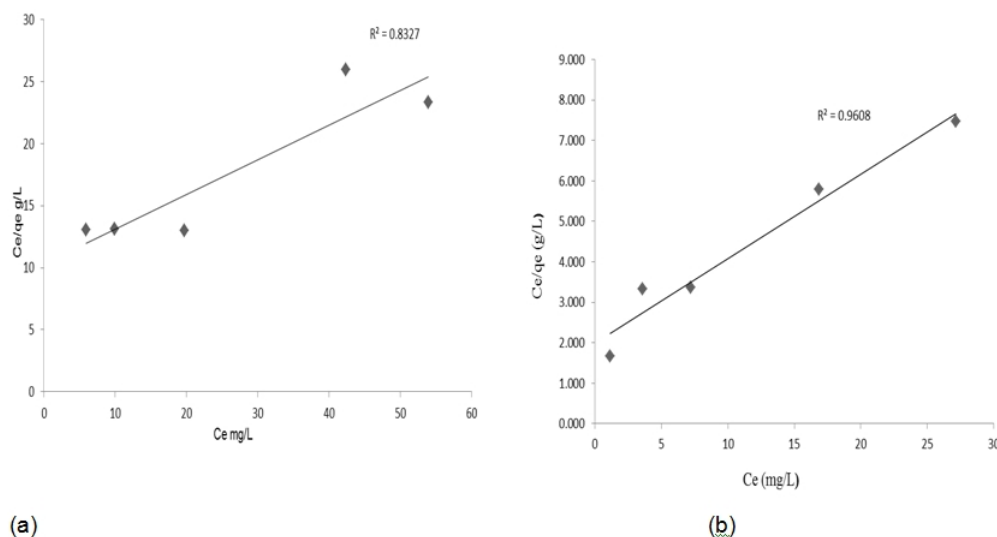 30
25
20
15
10
5
0
Ce/qe g/L
R² = 0.8327
0 10 20 30 40 50 60
Ce mg/L
(a)
9.000
8.000
7.000
6.000
5.000
4.000
3.000
2.000
1.000
0.000
Ce/qe (g/L)
R² = 0.9608
0 5 10 15 20 25 30
Ce (mg/L)
(b)